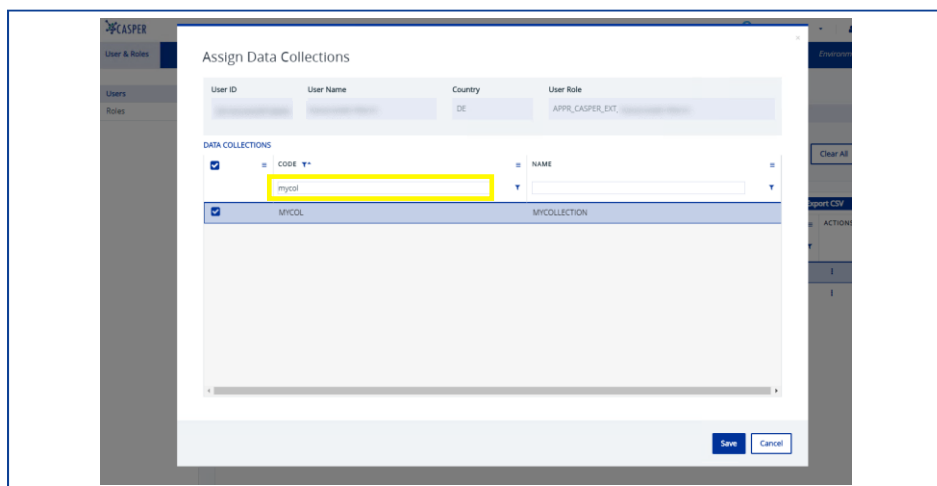 CASPER
User & Roles
Users
Roles
Assign Data Collections
User ID User Name Country User Role
DE APPR_CASPER_EXT_
DATA COLLECTIONS
CODE NAME
mycol
MYCOL MYCOLLECTION
Save Cancel
Clear All
Export CSV
ACTIONS